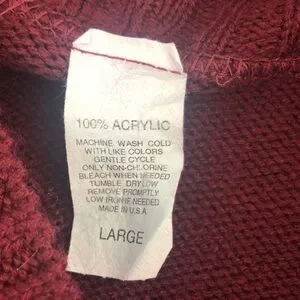 100% ACRYLIC
MACHINE WASH COLD
WITH LIKE COLORS
GENTLE CYCLE
ONLY NON-CHLORINE
BLEACH WHEN NEEDED
TUMBLE DRY LOW
REMOVE PROMPTLY
LOW IRON IF NEEDED
MADE IN U.S.A
LARGE